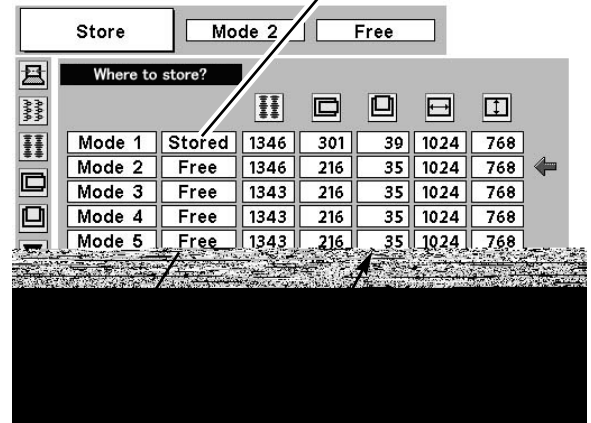 Store Mode 2 Free
Where to store?
Mode 1 Stored 1346 301 39 1024 768
Mode 2 Free 1346 216 35 1024 768
Mode 3 Free 1343 216 35 1024 768
Mode 4 Free 1343 216 35 1024 768
Mode 5 Free 1343 216 35 1024 768